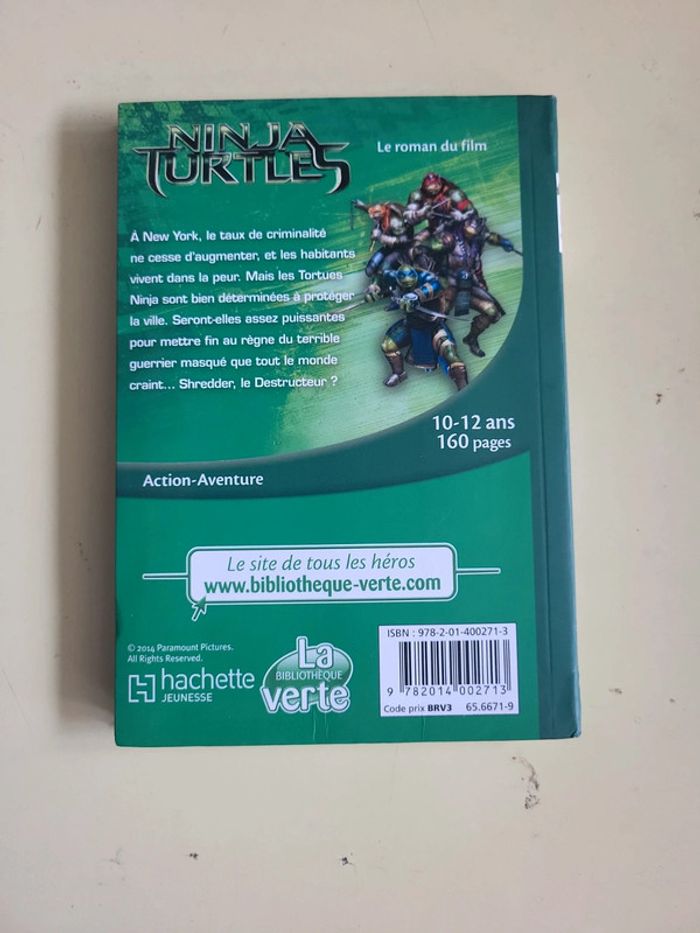 NINJA
TURTLES
Le roman du film
À New York, le taux de criminalité
ne cesse d'augmenter, et les habitants
vivent dans la peur. Mais les Tortues
Ninja sont bien déterminées à protéger
la ville. Seront-elles assez puissantes
pour mettre fin au règne du terrible
guerrier masqué que tout le monde
craint... Shredder, le Destructeur ?
10-12 ans
160 pages
Action-Aventure
Le site de tous les héros
www.bibliotheque-verte.com
© 2014 Paramount Pictures.
All Rights Reserved.
hachette
JEUNESSE
La
BIBLIOTHÈQUE
verte
ISBN : 978-2-01-400271-3
9 782014 002713
Code prix BRV3 65.6671-9